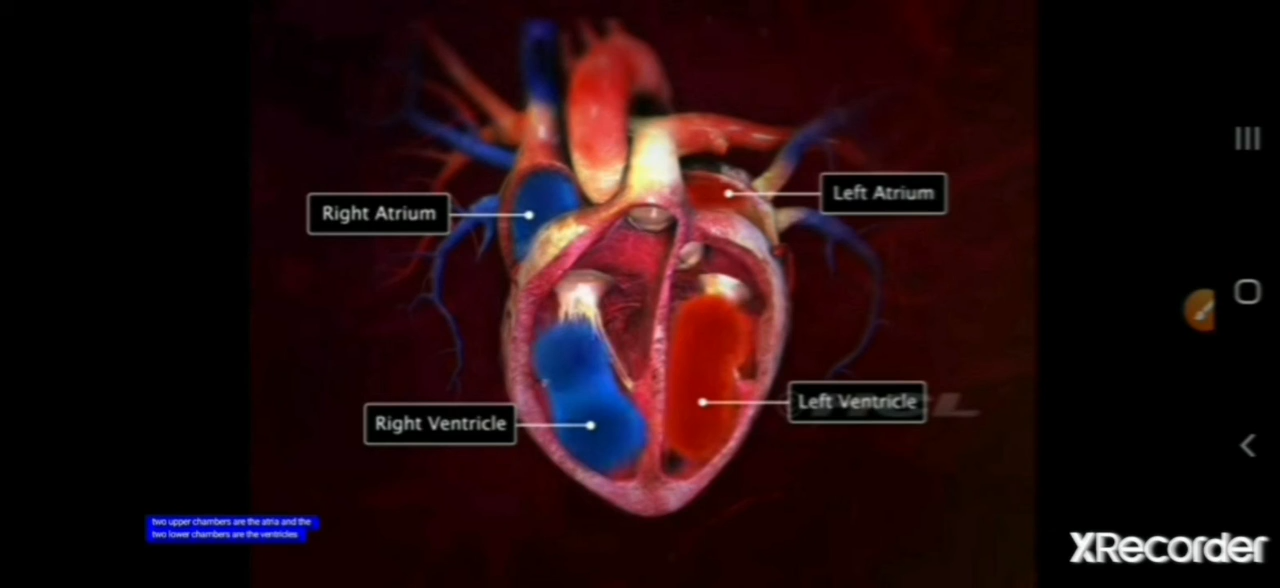 Left Atrium
Right Atrium
Left Ventricle
Right Ventricle
two upper chambers are the atria and the
two lower chambers are the ventricles
XRecorder